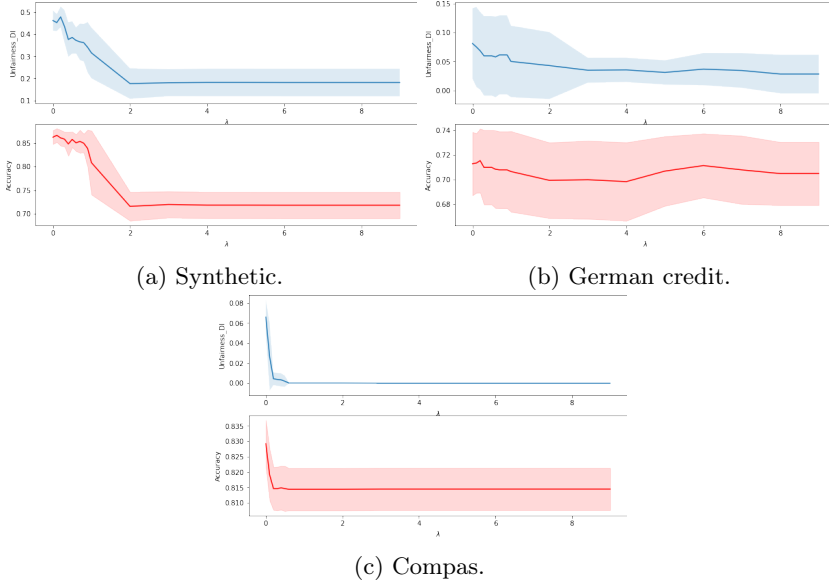 Unfairness_DI
0.5
0.4
0.3
0.2
0.1
0 2 4 6 8
λ
Accuracy
0.85
0.80
0.75
0.70
0 2 4 6 8
λ
(a) Synthetic.
Unfairness_DI
0.15
0.10
0.05
0.00
0 2 4 6 8
λ
Accuracy
0.74
0.72
0.70
0.68
0 2 4 6 8
λ
(b) German credit.
Unfairness_DI
0.08
0.06
0.04
0.02
0.00
0 2 4 6 8
λ
Accuracy
0.835
0.830
0.825
0.820
0.815
0.810
0 2 4 6 8
λ
(c) Compas.